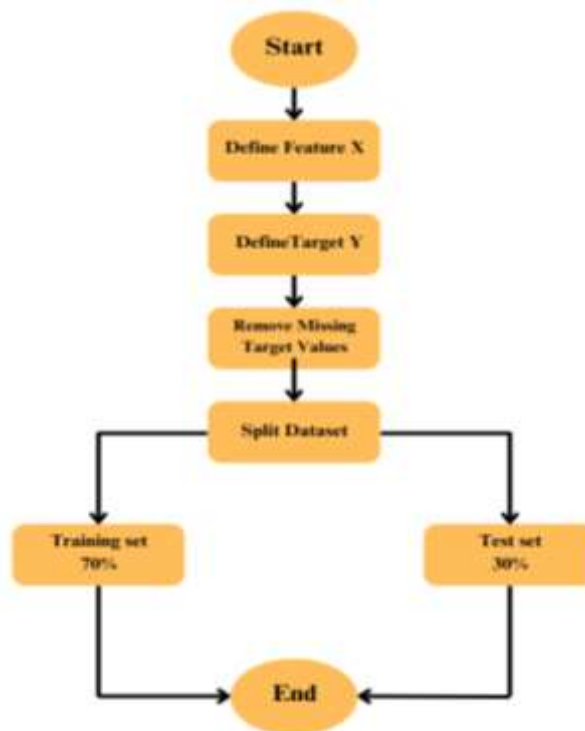 Start
Define Feature X
DefineTarget Y
Remove Missing
Target Values
Split Dataset
Training set
70%
Test set
30%
End